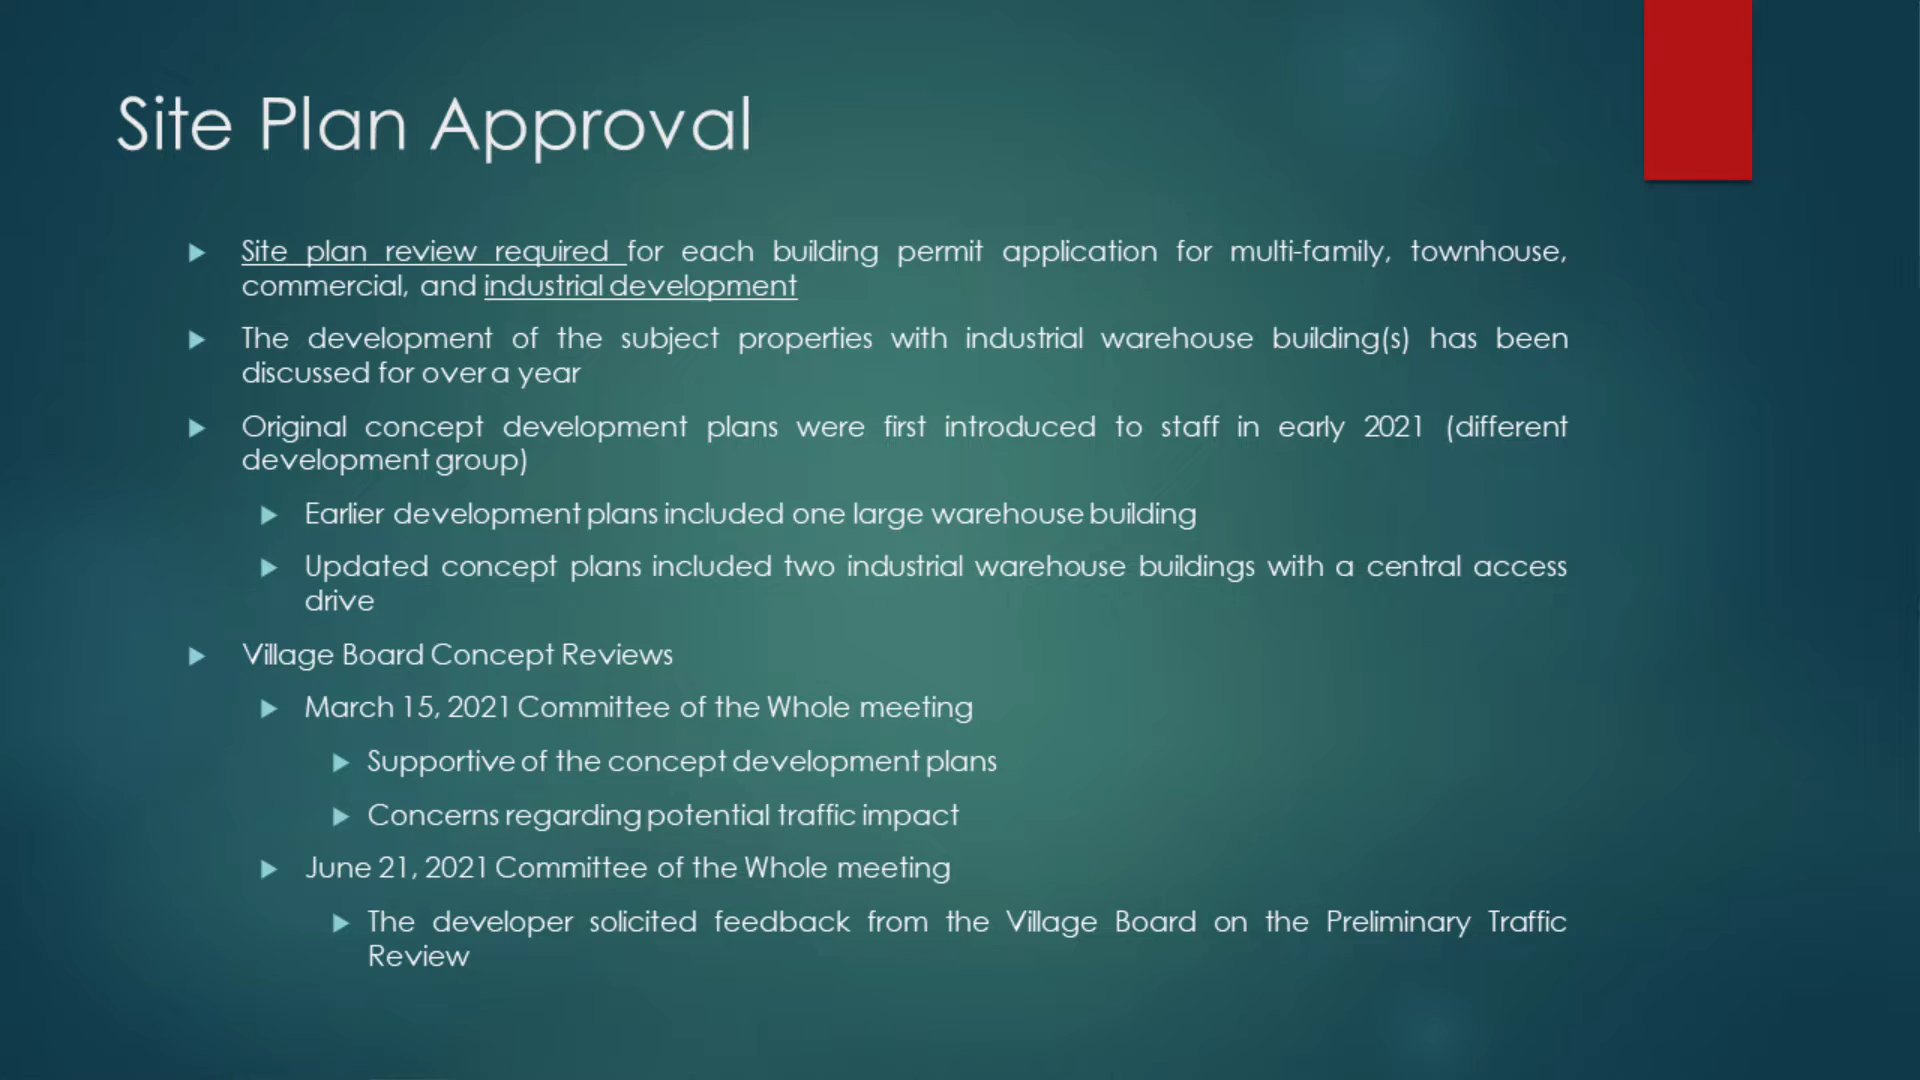 Site Plan Approval
Site plan review required for each building permit application for multi-family, townhouse,
commercial, and industrial development
The development of the subject properties with industrial warehouse building(s) has been
discussed for over a year
Original concept development plans were first introduced to staff in early 2021 (different
development group)
Earlier development plans included one large warehouse building
Updated concept plans included two industrial warehouse buildings with a central access
drive
Village Board Concept Reviews
March 15, 2021 Committee of the Whole meeting
Supportive of the concept development plans
Concerns regarding potential traffic impact
June 21, 2021 Committee of the Whole meeting
The developer solicited feedback from the Village Board on the Preliminary Traffic
Review